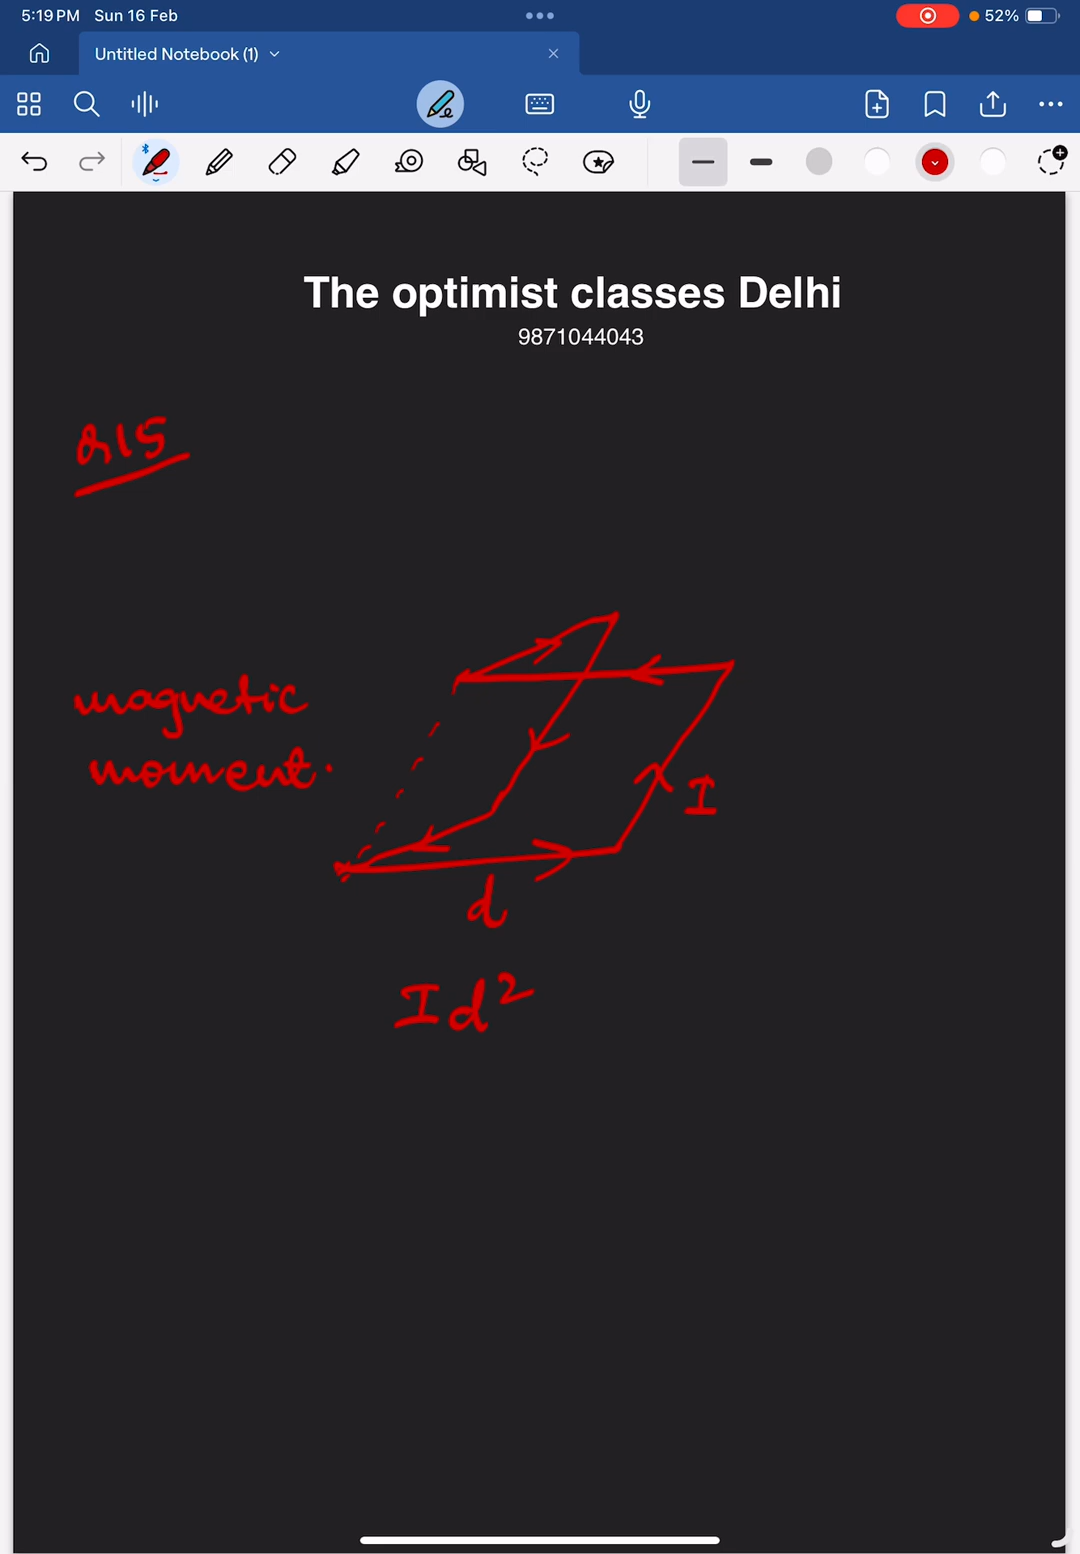 5:19 PM Sun 16 Feb
52%
Untitled Notebook (1)
The optimist classes Delhi
9871044043
Q15
magnetic
moment.
I
d
Id²